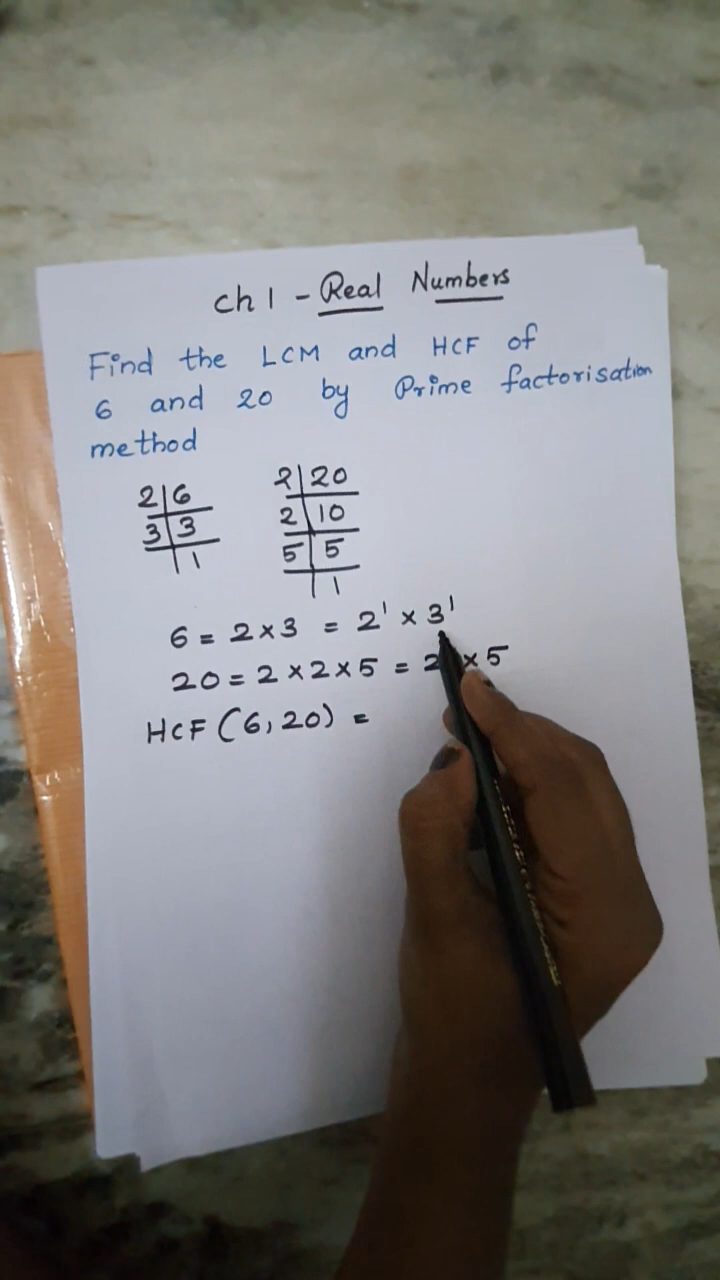 Ch 1 - Real Numbers
Find the LCM and HCF of
6 and 20 by Prime factorisation
method
2 | 6
3 | 3
1
2 | 20
2 | 10
5 | 5
1
6 = 2 × 3 = 2¹ × 3¹
20 = 2 × 2 × 5 = 2 × 5
HCF (6, 20) =